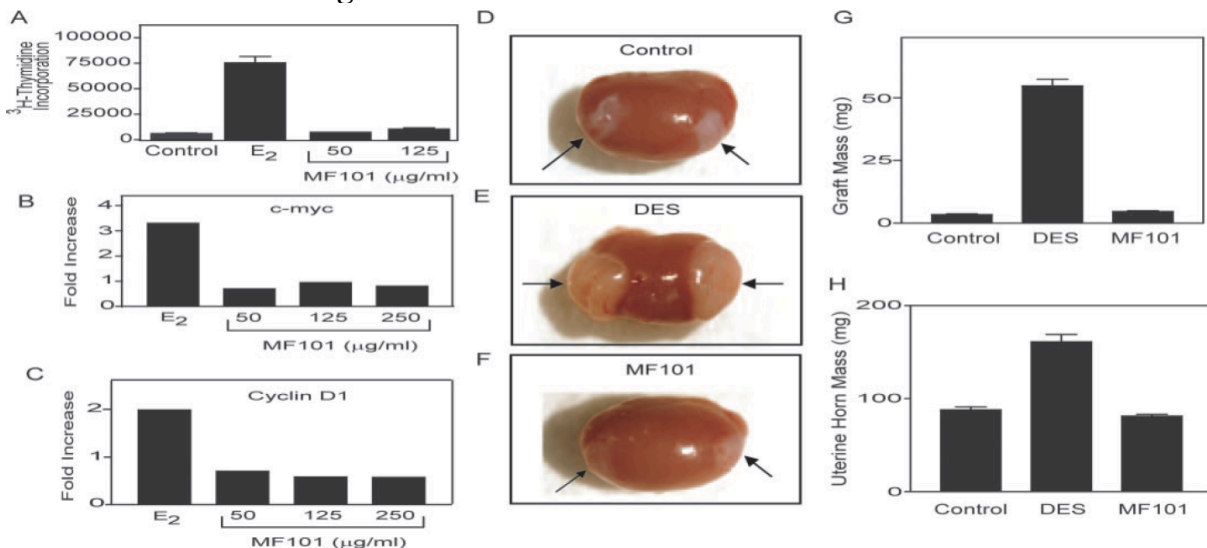 A
³H-Thymidine
Incorporation
100000
75000
50000
25000
0
Control
E₂
50
125
MF101 (μg/ml)
B
c-myc
Fold Increase
4
3
2
1
0
E₂
50
125
250
MF101 (μg/ml)
C
Cyclin D1
Fold Increase
2
1
0
E₂
50
125
250
MF101 (μg/ml)
D
Control
E
DES
F
MF101
G
Graft Mass (mg)
50
25
0
Control
DES
MF101
H
Uterine Horn Mass (mg)
200
100
0
Control
DES
MF101